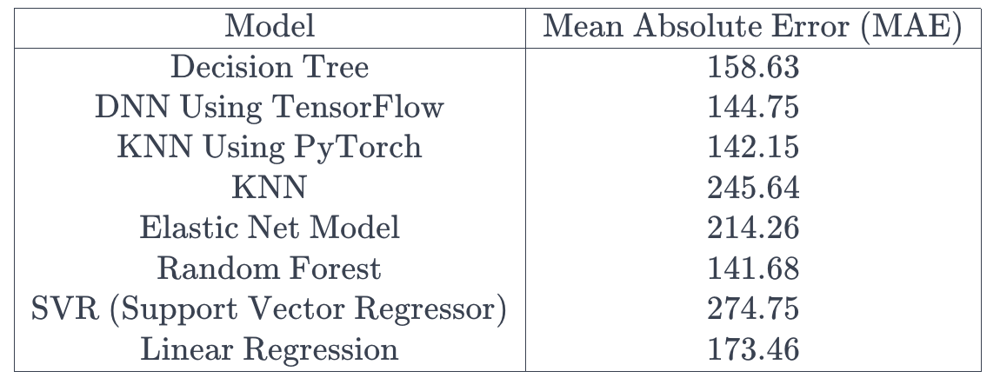 Model Mean Absolute Error (MAE)
Decision Tree 158.63
DNN Using TensorFlow 144.75
KNN Using PyTorch 142.15
KNN 245.64
Elastic Net Model 214.26
Random Forest 141.68
SVR (Support Vector Regressor) 274.75
Linear Regression 173.46